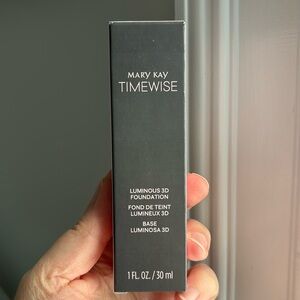 MARY KAY
TIMEWISE
LUMINOUS 3D
FOUNDATION
FOND DE TEINT
LUMINEUX 3D
BASE
LUMINOSA 3D
1 FL. OZ. / 30 ml